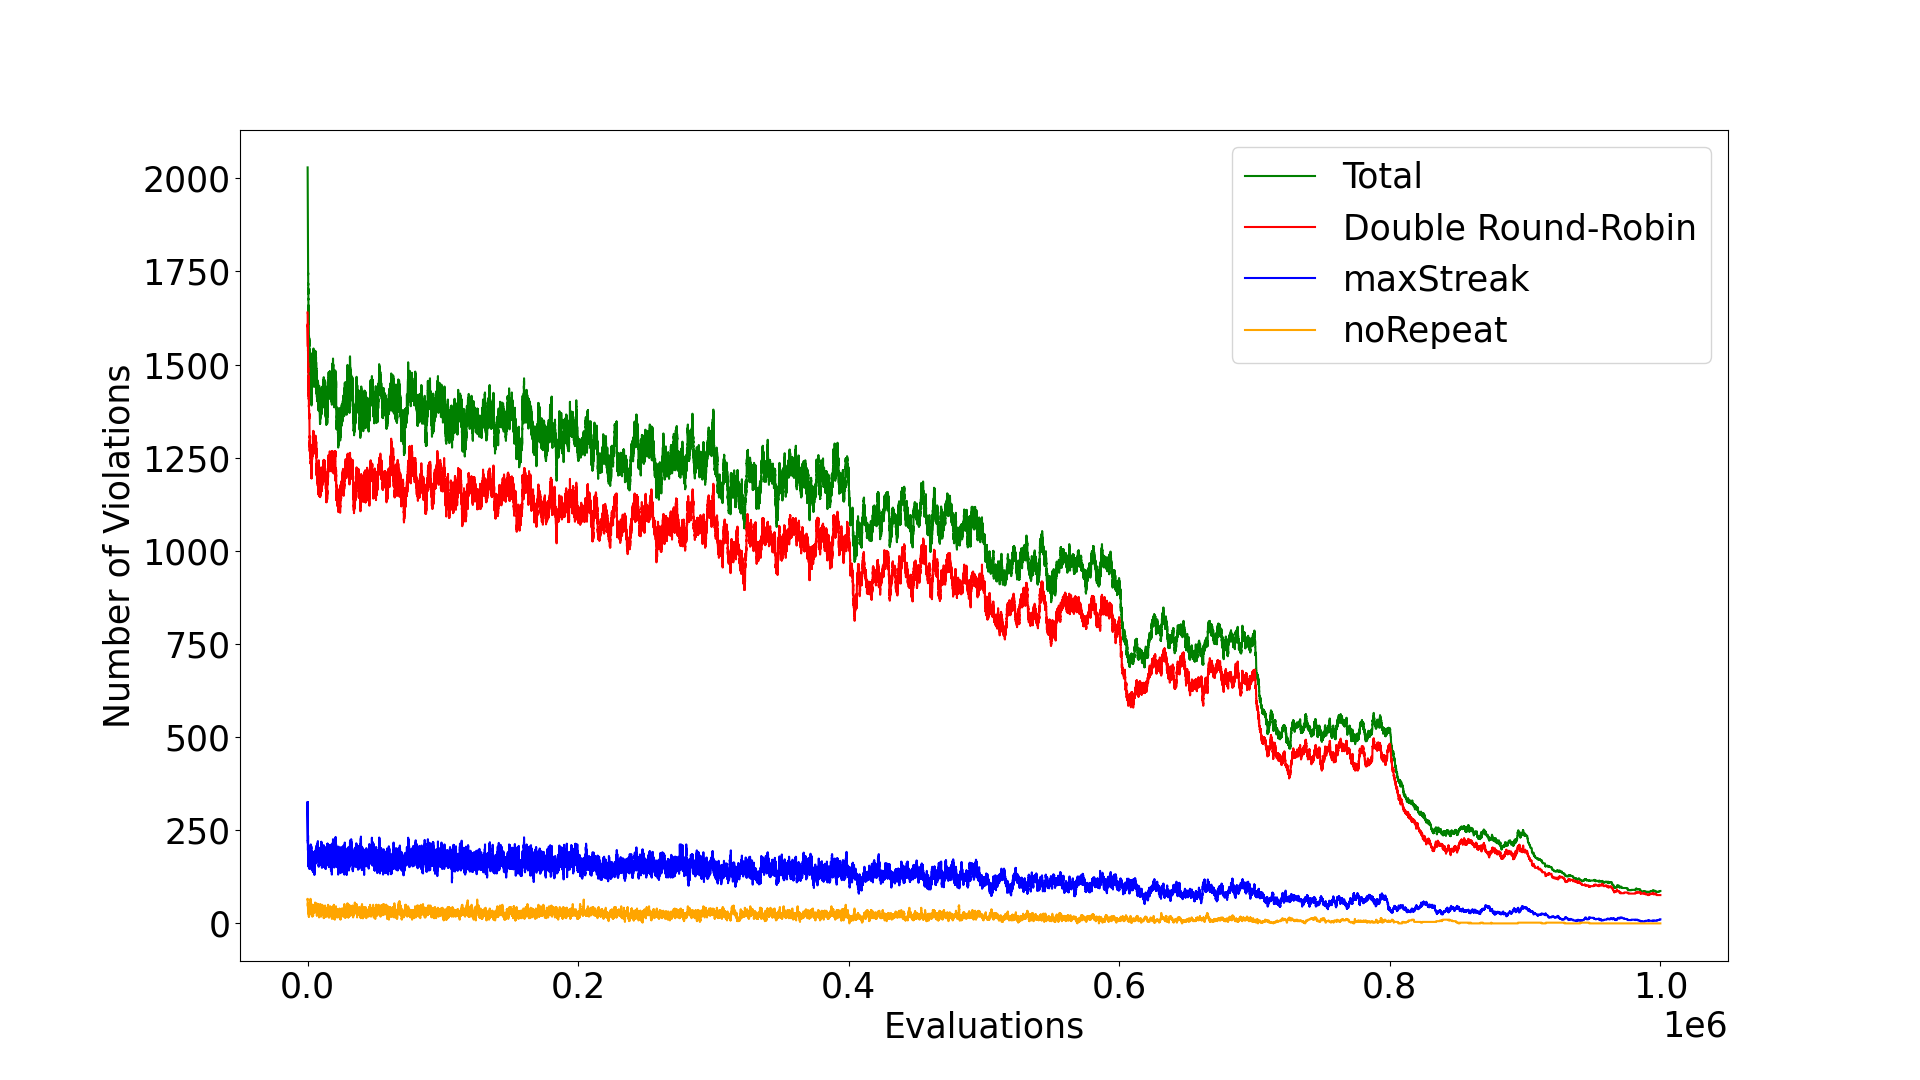 Total
Double Round-Robin
maxStreak
noRepeat
Number of Violations
2000
1750
1500
1250
1000
750
500
250
0
0.0 0.2 0.4 0.6 0.8 1.0
Evaluations
1e6